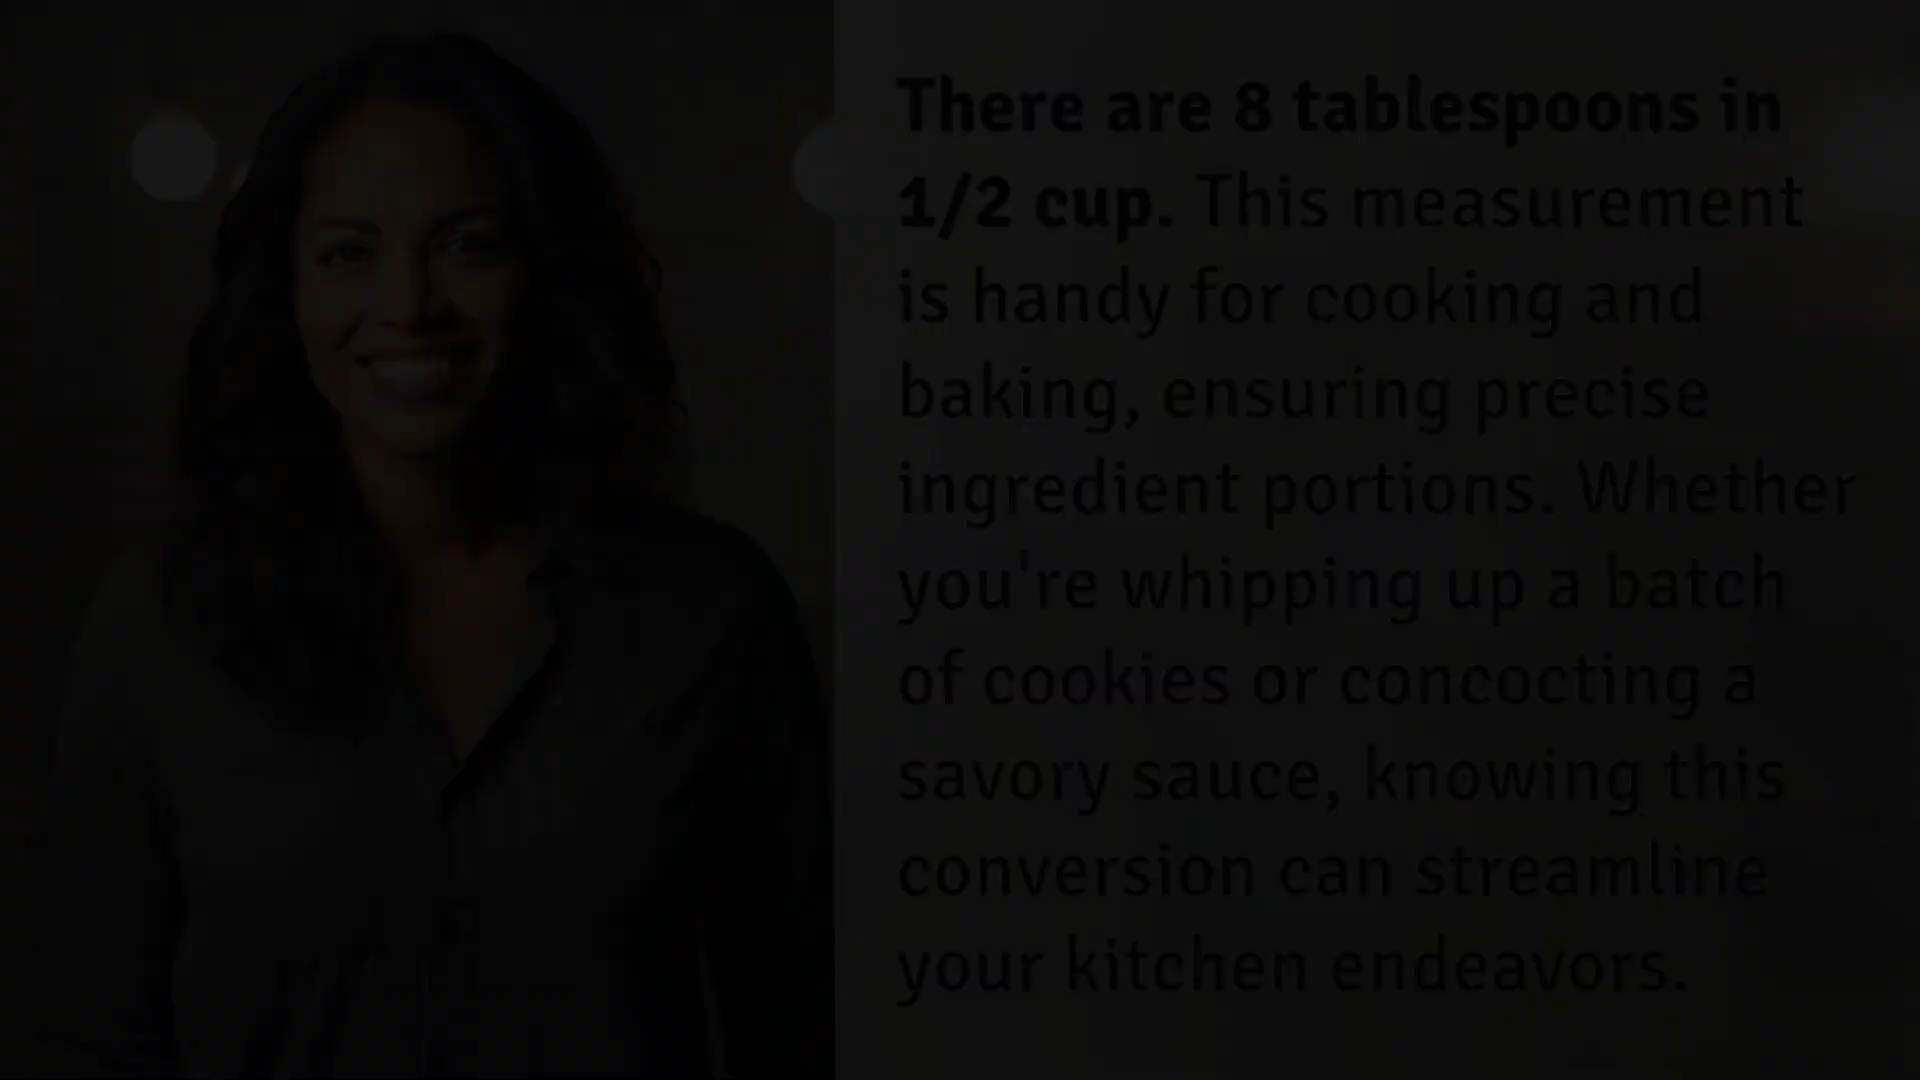 There are 8 tablespoons in
1/2 cup. This measurement
is handy for cooking and
baking, ensuring precise
ingredient portions. Whether
you're whipping up a batch
of cookies or concocting a
savory sauce, knowing this
conversion can streamline
your kitchen endeavors.